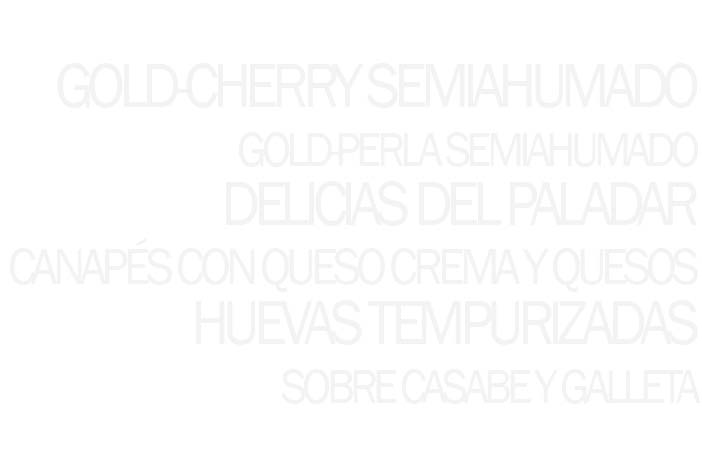 GOLD-CHERRY SEMIAHUMADO
GOLD-PERLA SEMIAHUMADO
DELICIAS DEL PALADAR
CANAPÉS CON QUESO CREMA Y QUESOS
HUEVAS TEMPURIZADAS
SOBRE CASABE Y GALLETA